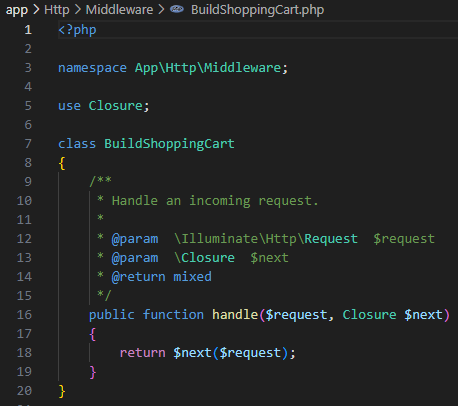 app > Http > Middleware > BuildShoppingCart.php
1 <?php
2
3 namespace App\Http\Middleware;
4
5 use Closure;
6
7 class BuildShoppingCart
8 {
9     /**
10      * Handle an incoming request.
11      *
12      * @param  \Illuminate\Http\Request  $request
13      * @param  \Closure  $next
14      * @return mixed
15      */
16     public function handle($request, Closure $next)
17     {
18         return $next($request);
19     }
20 }